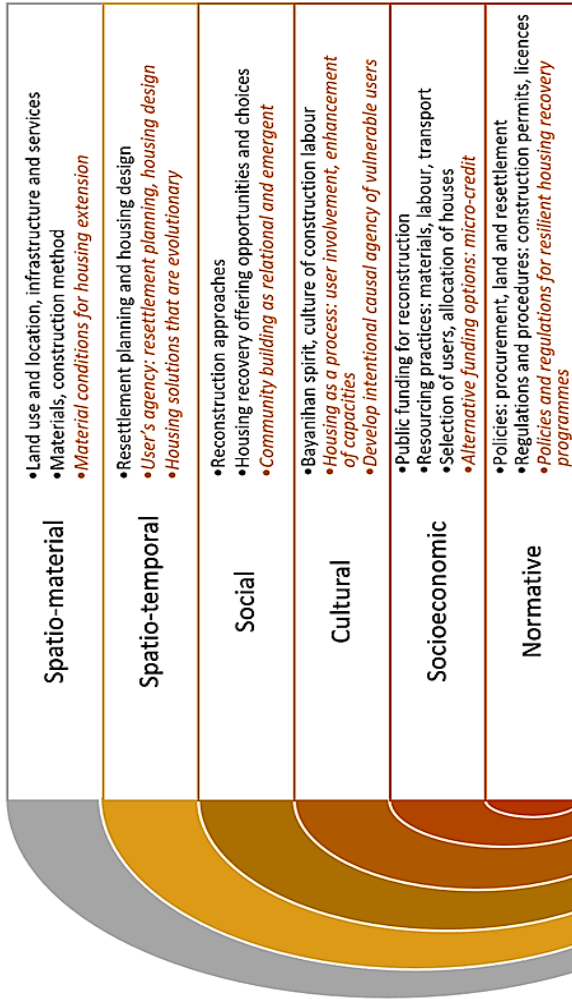 Spatio-material
•Land use and location, infrastructure and services
•Materials, construction method
•Material conditions for housing extension
Spatio-temporal
•Resettlement planning and housing design
•User's agency: resettlement planning, housing design
•Housing solutions that are evolutionary
Social
•Reconstruction approaches
•Housing recovery offering opportunities and choices
•Community building as relational and emergent
Cultural
•Bayanihan spirit, culture of construction labour
•Housing as a process: user involvement, enhancement
of capacities
•Develop intentional causal agency of vulnerable users
Socioeconomic
•Public funding for reconstruction
•Resourcing practices: materials, labour, transport
•Selection of users, allocation of houses
•Alternative funding options: micro-credit
Normative
•Policies: procurement, land and resettlement
•Regulations and procedures: construction permits, licences
•Policies and regulations for resilient housing recovery
programmes